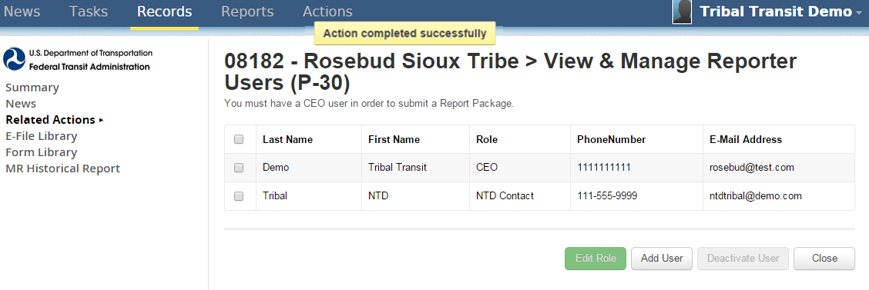 News Tasks Records Reports Actions Tribal Transit Demo
Action completed successfully
U.S. Department of Transportation
Federal Transit Administration
Summary
News
Related Actions
E-File Library
Form Library
MR Historical Report
08182 - Rosebud Sioux Tribe > View & Manage Reporter
Users (P-30)
You must have a CEO user in order to submit a Report Package.
Last Name First Name Role PhoneNumber E-Mail Address
Demo Tribal Transit CEO 1111111111 rosebud@test.com
Tribal NTD NTD Contact 111-555-9999 ntdtribal@demo.com
Edit Role Add User Deactivate User Close